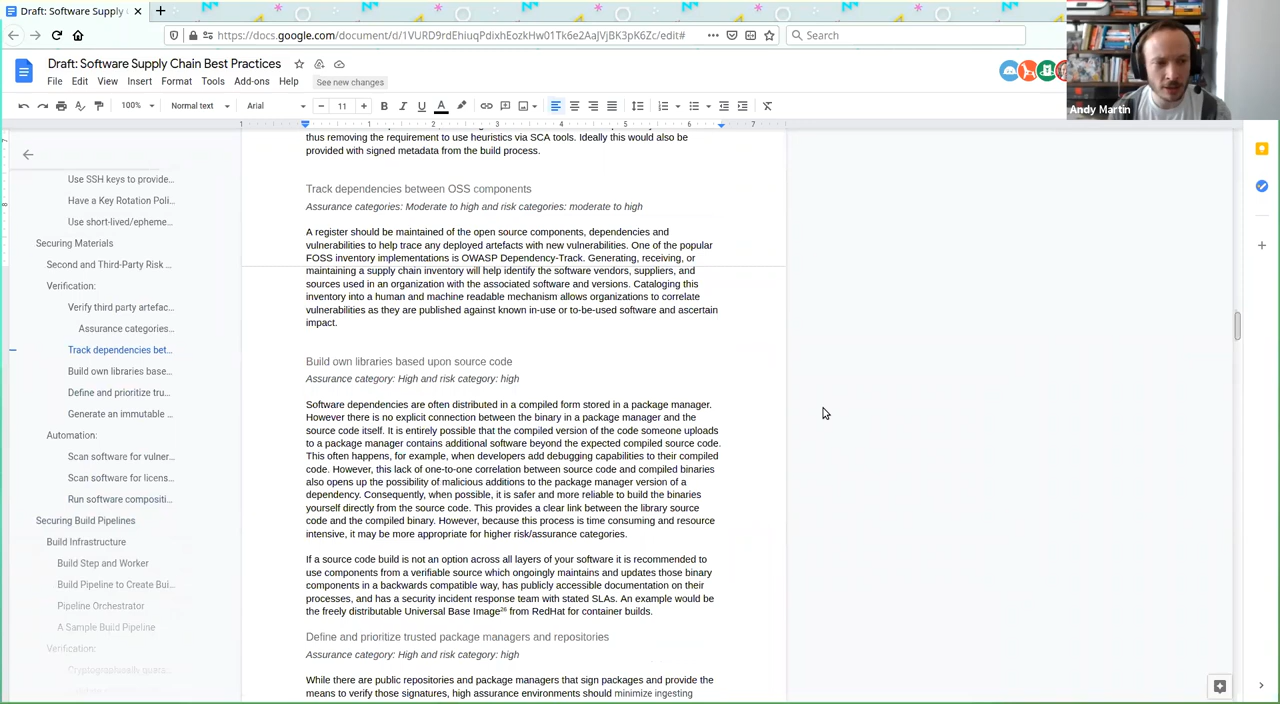 Draft: Software Supply
https://docs.google.com/document/d/1VURD9rdEhiuqPdixhEozkHw01Tk6e2AaJVjBK3pK6Zc/edit#
Search
Draft: Software Supply Chain Best Practices
File Edit View Insert Format Tools Add-ons Help See new changes
Andy Martin
100% Normal text Arial 11
1 1 2 3 4 5 6 7
thus removing the requirement to use heuristics via SCA tools. Ideally this would also be
provided with signed metadata from the build process.
Track dependencies between OSS components
Assurance categories: Moderate to high and risk categories: moderate to high
A register should be maintained of the open source components, dependencies and
vulnerabilities to help trace any deployed artefacts with new vulnerabilities. One of the popular
FOSS inventory implementations is OWASP Dependency-Track. Generating, receiving, or
maintaining a supply chain inventory will help identify the software vendors, suppliers, and
sources used in an organization with the associated software and versions. Cataloging this
inventory into a human and machine readable mechanism allows organizations to correlate
vulnerabilities as they are published against known in-use or to-be-used software and ascertain
impact.
Build own libraries based upon source code
Assurance category: High and risk category: high
Software dependencies are often distributed in a compiled form stored in a package manager.
However there is no explicit connection between the binary in a package manager and the
source code itself. It is entirely possible that the compiled version of the code someone uploads
to a package manager contains additional software beyond the expected compiled source code.
This often happens, for example, when developers add debugging capabilities to their compiled
code. However, this lack of one-to-one correlation between source code and compiled binaries
also opens up the possibility of malicious additions to the package manager version of a
dependency. Consequently, when possible, it is safer and more reliable to build the binaries
yourself directly from the source code. This provides a clear link between the library source
code and the compiled binary. However, because this process is time consuming and resource
intensive, it may be more appropriate for higher risk/assurance categories.
If a source code build is not an option across all layers of your software it is recommended to
use components from a verifiable source which ongoingly maintains and updates those binary
components in a backwards compatible way, has publicly accessible documentation on their
processes, and has a security incident response team with stated SLAs. An example would be
the freely distributable Universal Base Image26 from RedHat for container builds.
Define and prioritize trusted package managers and repositories
Assurance category: High and risk category: high
While there are public repositories and package managers that sign packages and provide the
means to verify those signatures, high assurance environments should minimize ingesting
Use SSH keys to provide...
Have a Key Rotation Poli...
Use short-lived/epheme...
Securing Materials
Second and Third-Party Risk ...
Verification:
Verify third party artefac...
Assurance categories...
Track dependencies bet...
Build own libraries base...
Define and prioritize tru...
Generate an immutable ...
Automation:
Scan software for vulner...
Scan software for licens...
Run software compositi...
Securing Build Pipelines
Build Infrastructure
Build Step and Worker
Build Pipeline to Create Bui...
Pipeline Orchestrator
A Sample Build Pipeline
Verification: